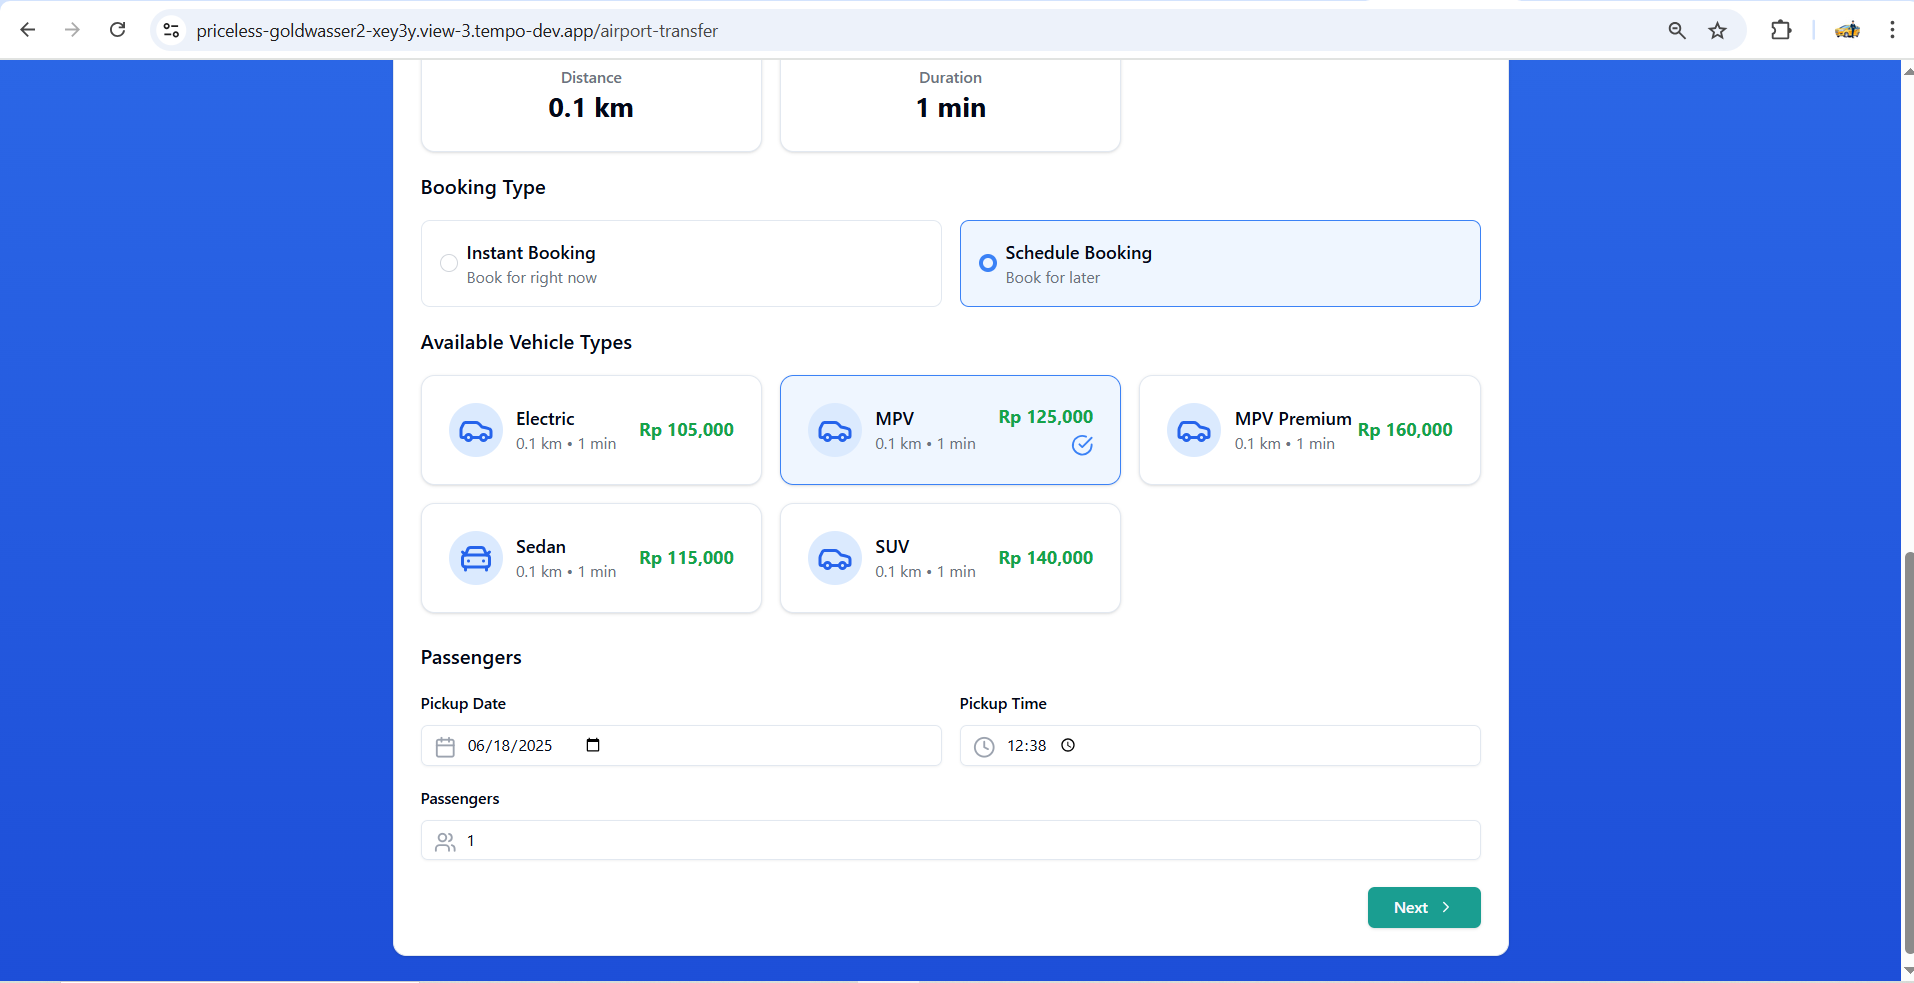 priceless-goldwasser2-xey3y.view-3.tempo-dev.app/airport-transfer
Distance
0.1 km
Duration
1 min
Booking Type
Instant Booking
Book for right now
Schedule Booking
Book for later
Available Vehicle Types
Electric
0.1 km • 1 min
Rp 105,000
MPV
0.1 km • 1 min
Rp 125,000
MPV Premium
0.1 km • 1 min
Rp 160,000
Sedan
0.1 km • 1 min
Rp 115,000
SUV
0.1 km • 1 min
Rp 140,000
Passengers
Pickup Date
06/18/2025
Pickup Time
12:38
Passengers
1
Next